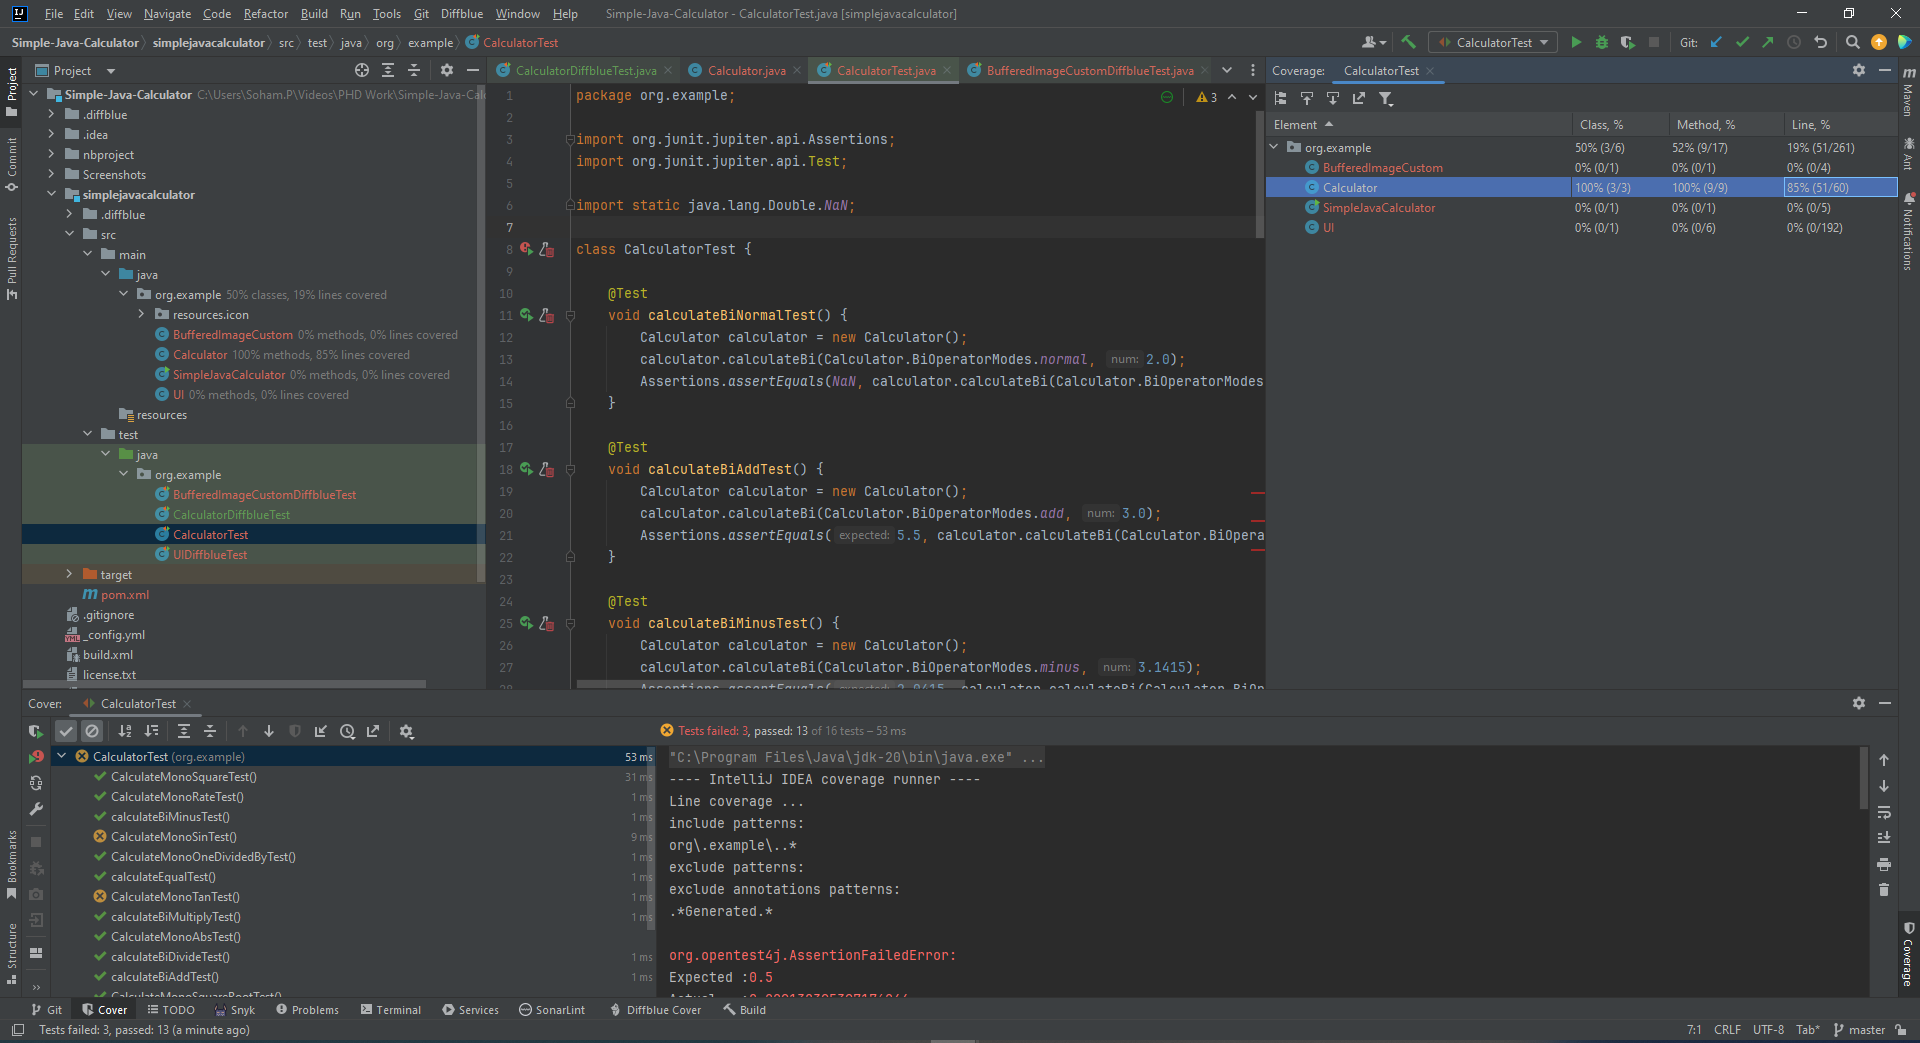 File Edit View Navigate Code Refactor Build Run Tools Git Diffblue Window Help Simple-Java-Calculator - CalculatorTest.java [simplejavacalculator]
Simple-Java-Calculator simplejavacalculator src test java org example CalculatorTest
CalculatorTest Git:
Project
CalculatorDiffblueTest.java Calculator.java CalculatorTest.java BufferedImageCustomDiffblueTest.java
Coverage: CalculatorTest
Project
Commit
Pull Requests
Bookmarks
Structure
Simple-Java-Calculator C:\Users\Soham.P\Videos\PHD Work\Simple-Java-Cal
.diffblue
.idea
nbproject
Screenshots
simplejavacalculator
.diffblue
src
main
java
org.example 50% classes, 19% lines covered
resources.icon
BufferedImageCustom 0% methods, 0% lines covered
Calculator 100% methods, 85% lines covered
SimpleJavaCalculator 0% methods, 0% lines covered
UI 0% methods, 0% lines covered
resources
test
java
org.example
BufferedImageCustomDiffblueTest
CalculatorDiffblueTest
CalculatorTest
UIDiffblueTest
target
pom.xml
.gitignore
_config.yml
build.xml
license.txt
3
1 package org.example;
2
3 import org.junit.jupiter.api.Assertions;
4 import org.junit.jupiter.api.Test;
5
6 import static java.lang.Double.NaN;
7
8 class CalculatorTest {
9
10 @Test
11 void calculateBiNormalTest() {
12 Calculator calculator = new Calculator();
13 calculator.calculateBi(Calculator.BiOperatorModes.normal, num: 2.0);
14 Assertions.assertEquals(NaN, calculator.calculateBi(Calculator.BiOperatorModes
15 }
16
17 @Test
18 void calculateBiAddTest() {
19 Calculator calculator = new Calculator();
20 calculator.calculateBi(Calculator.BiOperatorModes.add, num: 3.0);
21 Assertions.assertEquals( expected: 5.5, calculator.calculateBi(Calculator.BiOpera
22 }
23
24 @Test
25 void calculateBiMinusTest() {
26 Calculator calculator = new Calculator();
27 calculator.calculateBi(Calculator.BiOperatorModes.minus, num: 3.1415);
Element Class, % Method, % Line, %
org.example 50% (3/6) 52% (9/17) 19% (51/261)
BufferedImageCustom 0% (0/1) 0% (0/1) 0% (0/4)
Calculator 100% (3/3) 100% (9/9) 85% (51/60)
SimpleJavaCalculator 0% (0/1) 0% (0/1) 0% (0/5)
UI 0% (0/1) 0% (0/6) 0% (0/192)
m
Maven
Ant
Notifications
Coverage
Cover: CalculatorTest
Tests failed: 3, passed: 13 of 16 tests – 53 ms
CalculatorTest (org.example) 53 ms
CalculateMonoSquareTest() 31 ms
CalculateMonoRateTest() 1 ms
calculateBiMinusTest() 1 ms
CalculateMonoSinTest() 9 ms
CalculateMonoOneDividedByTest() 1 ms
calculateEqualTest() 1 ms
CalculateMonoTanTest() 1 ms
calculateBiMultiplyTest() 1 ms
CalculateMonoAbsTest()
calculateBiDivideTest() 1 ms
calculateBiAddTest() 1 ms
"C:\Program Files\Java\jdk-20\bin\java.exe" ...
---- IntelliJ IDEA coverage runner ----
Line coverage ...
include patterns:
org\.example\..*
exclude patterns:
exclude annotations patterns:
.*Generated.*
org.opentest4j.AssertionFailedError:
Expected :0.5
Git Cover TODO Snyk Problems Terminal Services SonarLint Diffblue Cover Build
Tests failed: 3, passed: 13 (a minute ago)
7:1 CRLF UTF-8 Tab* master